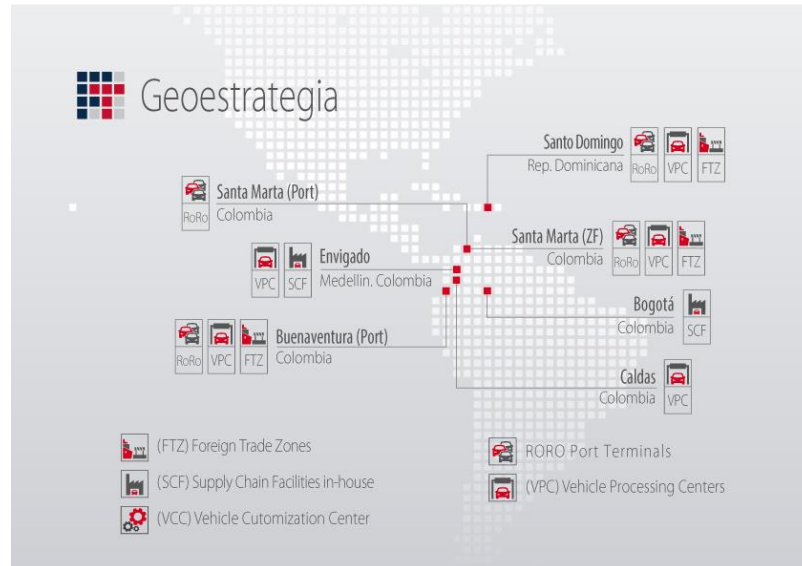 Geoestrategia
Santo Domingo
Rep. Dominicana
RoRo VPC FTZ
Santa Marta (Port)
Colombia
RoRo
Santa Marta (ZF)
Colombia
RoRo VPC FTZ
Envigado
Medellin. Colombia
VPC SCF
Bogotá
Colombia
SCF
Buenaventura (Port)
Colombia
RoRo VPC FTZ
Caldas
Colombia
VPC
(FTZ) Foreign Trade Zones
(SCF) Supply Chain Facilities in-house
(VCC) Vehicle Cutomization Center
RORO Port Terminals
(VPC) Vehicle Processing Centers